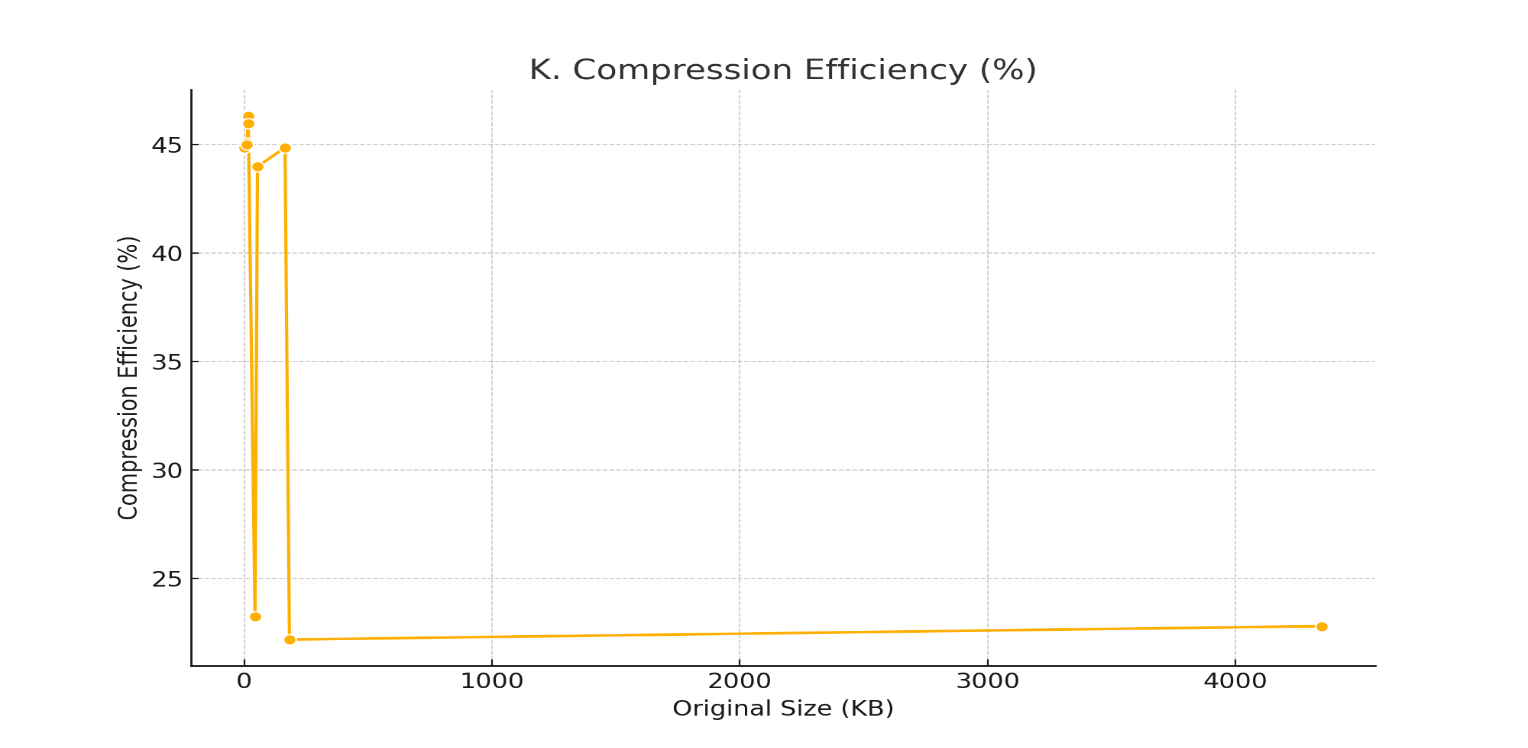 K. Compression Efficiency (%)
Compression Efficiency (%)
45
40
35
30
25
0 1000 2000 3000 4000
Original Size (KB)